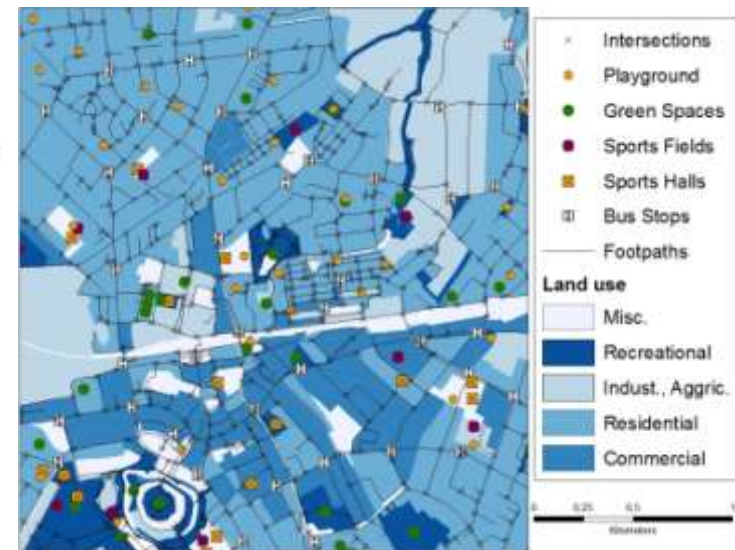 Intersections
Playground
Green Spaces
Sports Fields
Sports Halls
Bus Stops
Footpaths
Land use
Misc.
Recreational
Indust., Aggric.
Residential
Commercial
0 0,25 0,5
Kilometers